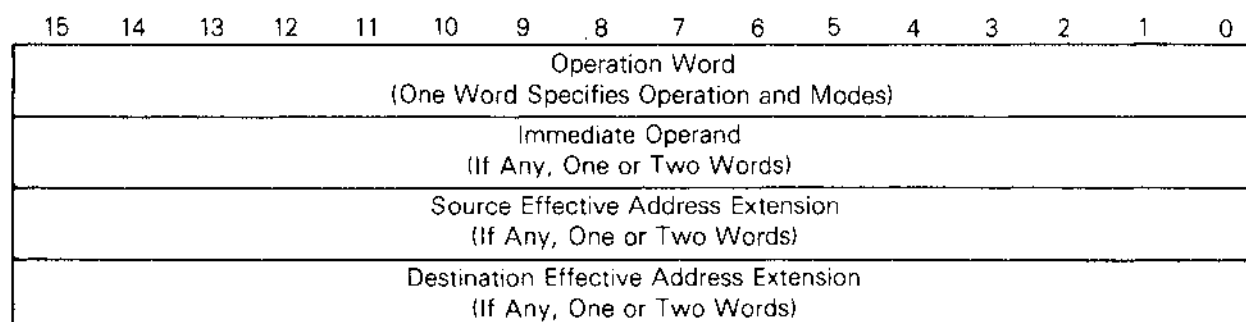 15 14 13 12 11 10 9 8 7 6 5 4 3 2 1 0
Operation Word
(One Word Specifies Operation and Modes)
Immediate Operand
(If Any, One or Two Words)
Source Effective Address Extension
(If Any, One or Two Words)
Destination Effective Address Extension
(If Any, One or Two Words)